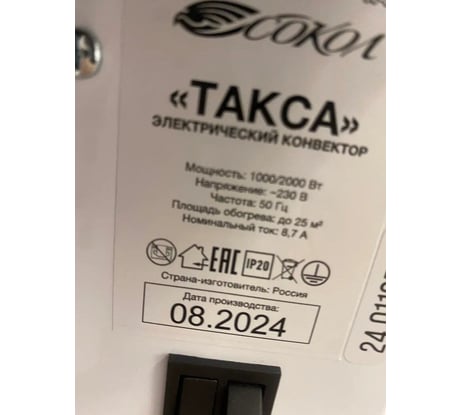 СОКОЛ
«ТАКСА»
ЭЛЕКТРИЧЕСКИЙ КОНВЕКТОР
Мощность: 1000/2000 Вт
Напряжение: ~230 В
Частота: 50 Гц
Площадь обогрева: до 25 м²
Номинальный ток: 8,7 А
ЕАС IP20
Страна-изготовитель: Россия
Дата производства:
08.2024